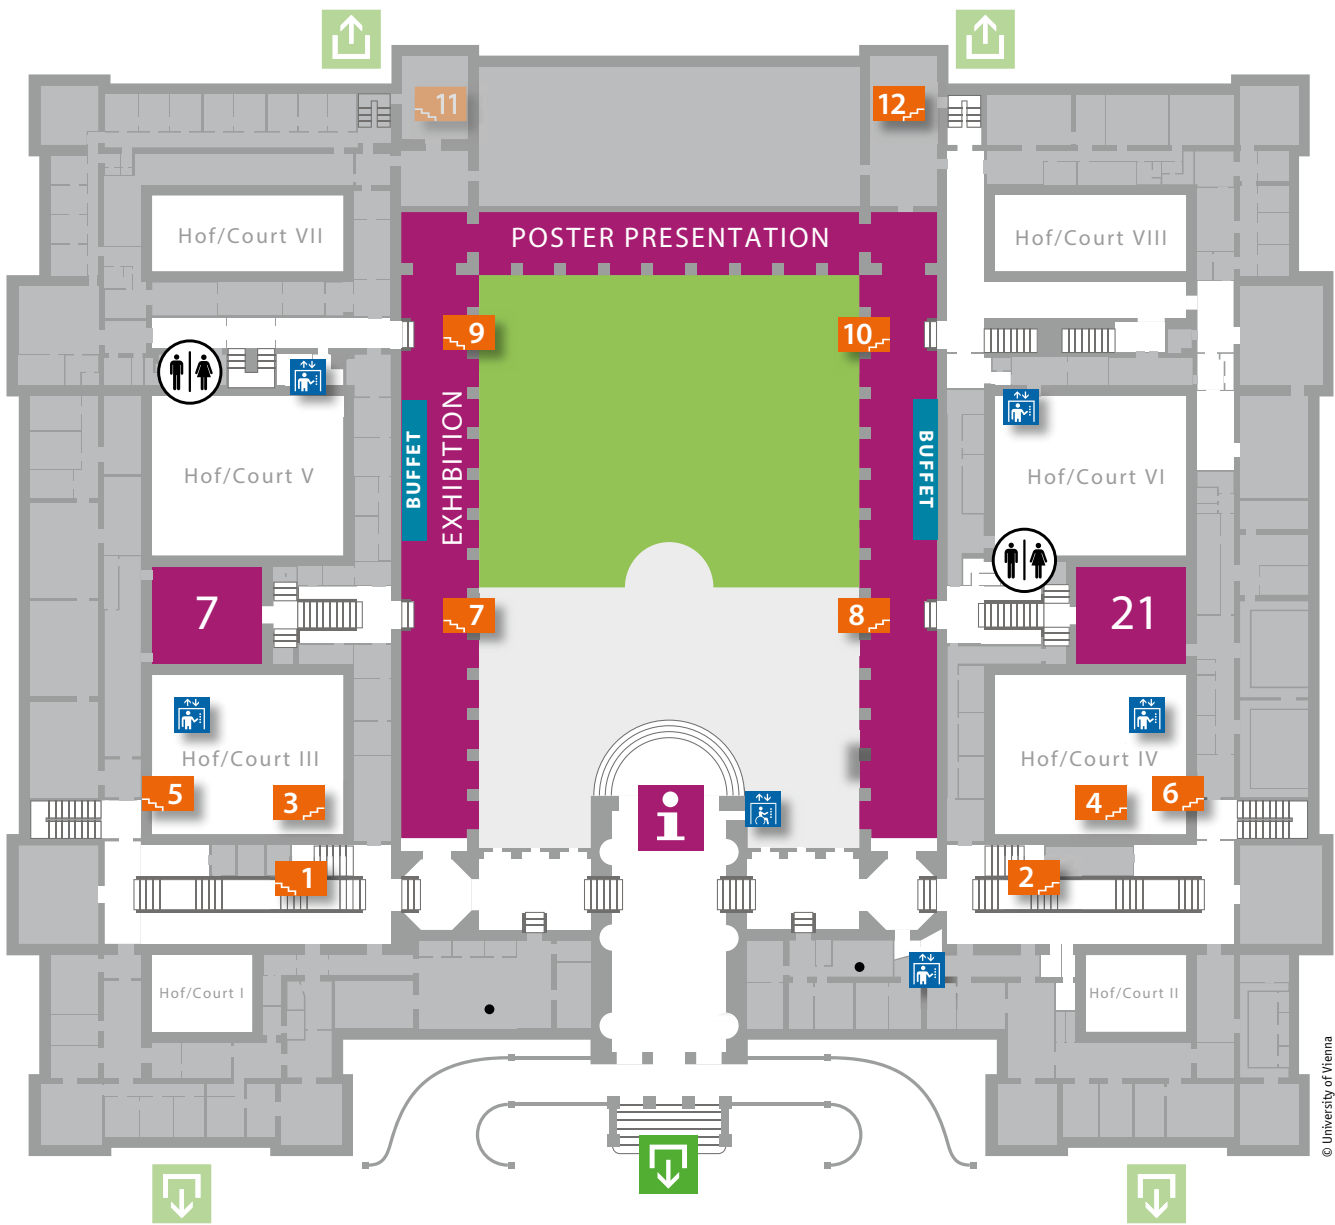 11
12
Hof/Court VII
POSTER PRESENTATION
Hof/Court VIII
9
10
BUFFET
EXHIBITION
BUFFET
Hof/Court V
Hof/Court VI
7
7
8
21
Hof/Court III
Hof/Court IV
5
3
i
4
6
1
2
Hof/Court I
Hof/Court II
© University of Vienna